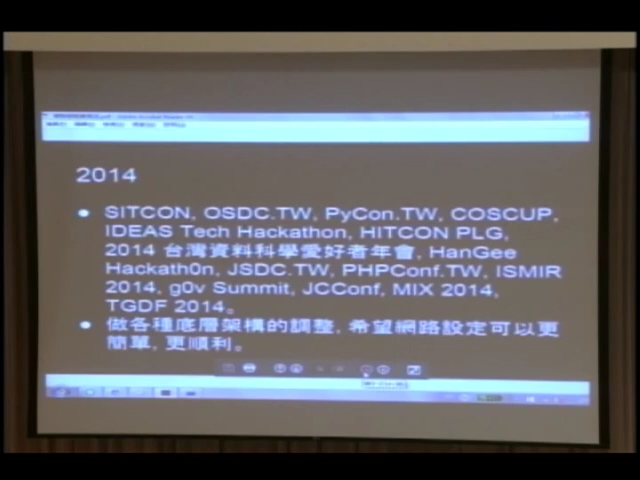 2014
● SITCON, OSDC.TW, PyCon.TW, COSCUP,
IDEAS Tech Hackathon, HITCON PLG,
2014 台灣資料科學愛好者年會, HanGee
Hackath0n, JSDC.TW, PHPConf.TW, ISMIR
2014, g0v Summit, JCConf, MIX 2014,
TGDF 2014。
● 做各種底層架構的調整, 希望網路設定可以更
簡單, 更順利。